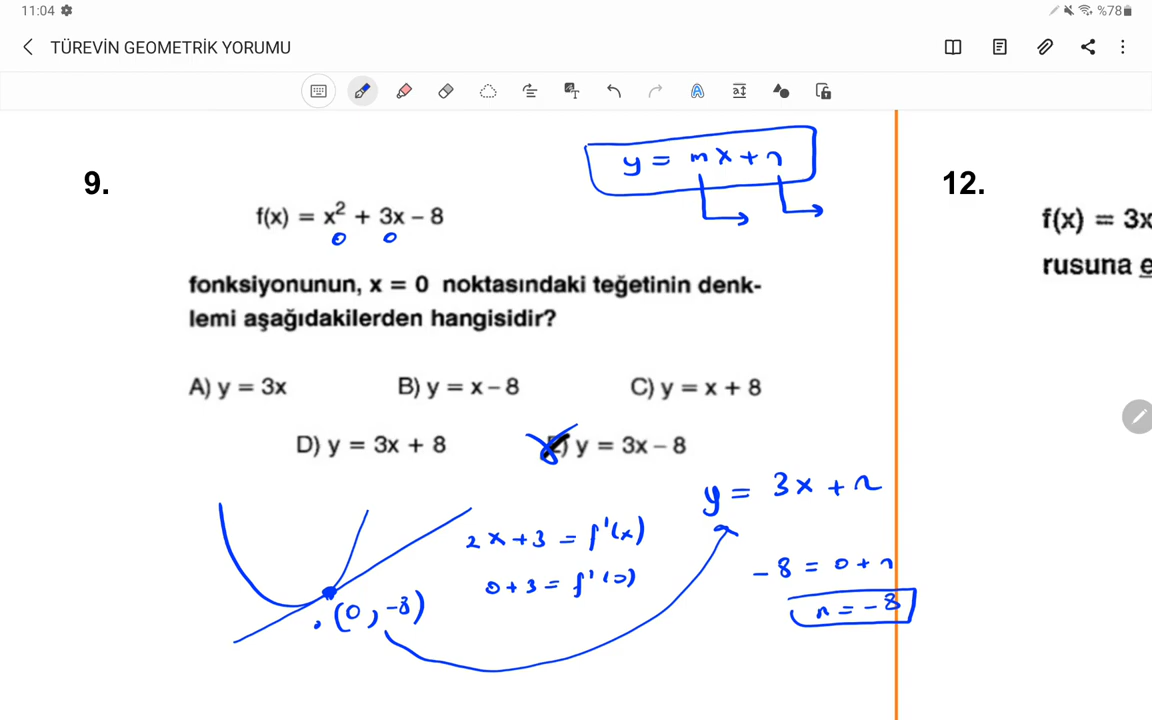 11:04
%78
TÜREVİN GEOMETRİK YORUMU
y = mx + n
9.
f(x) = x² + 3x – 8
0 0
fonksiyonunun, x = 0 noktasındaki teğetinin denk-
lemi aşağıdakilerden hangisidir?
A) y = 3x B) y = x – 8 C) y = x + 8
D) y = 3x + 8 E) y = 3x – 8
y = 3x + n
2x + 3 = f'(x)
0 + 3 = f'(0)
-8 = 0 + n
n = -8
(0, -8)
12.
f(x) = 3x
rusuna e